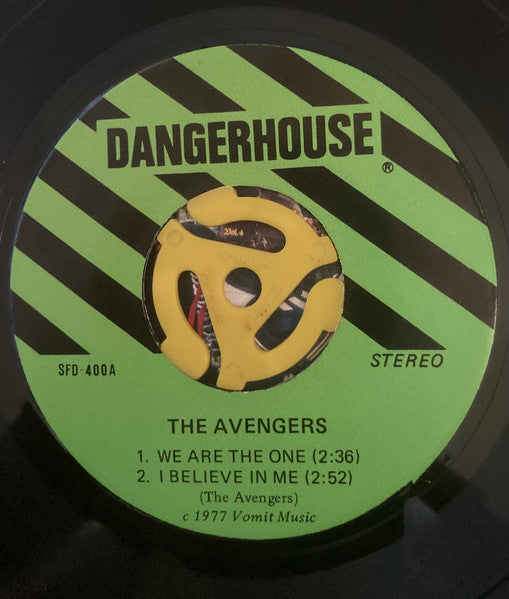 DANGERHOUSE
®
SFD-400A
STEREO
THE AVENGERS
1. WE ARE THE ONE (2:36)
2. I BELIEVE IN ME (2:52)
(The Avengers)
c 1977 Vomit Music